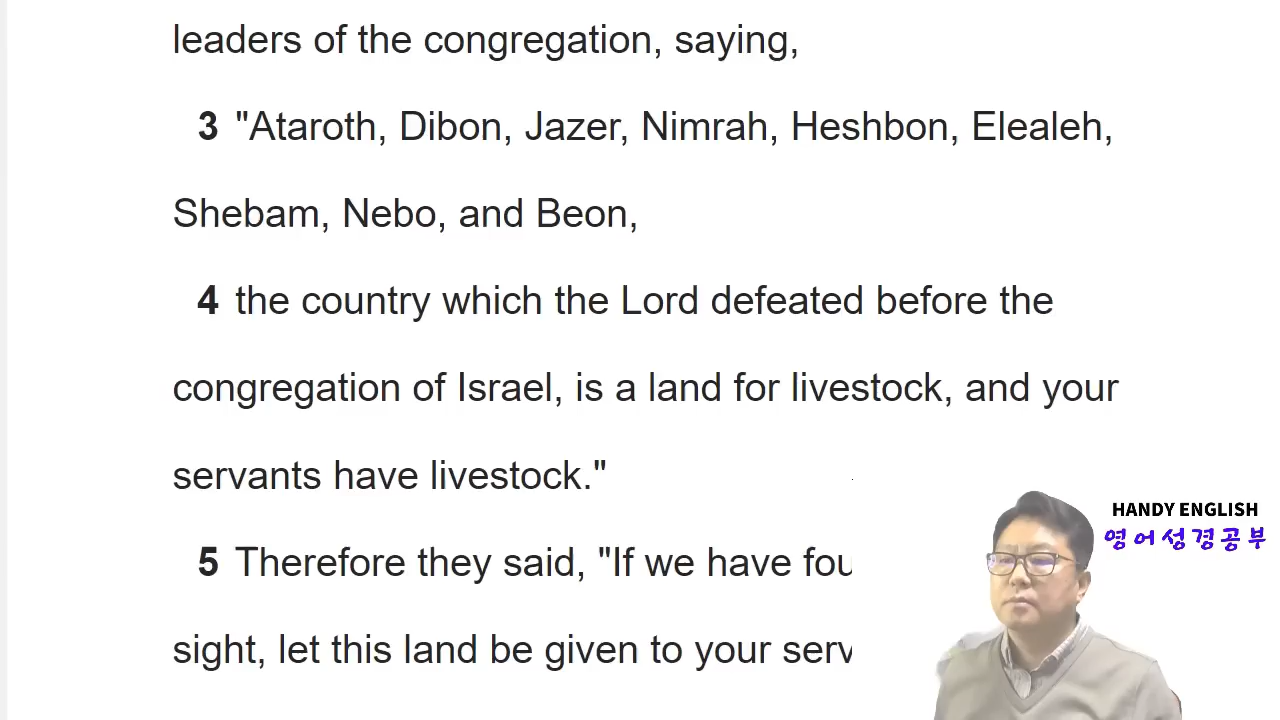 leaders of the congregation, saying,
3 "Ataroth, Dibon, Jazer, Nimrah, Heshbon, Elealeh,
Shebam, Nebo, and Beon,
4 the country which the Lord defeated before the
congregation of Israel, is a land for livestock, and your
servants have livestock."
5 Therefore they said, "If we have
sight, let this land be given to your
HANDY ENGLISH
영어성경공부